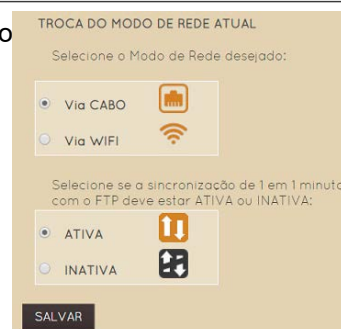 o
TROCA DO MODO DE REDE ATUAL
Selecione o Modo de Rede desejado:
Via CABO
Via WIFI
Selecione se a sincronização de 1 em 1 minuto
com o FTP deve estar ATIVA ou INATIVA:
ATIVA
INATIVA
SALVAR